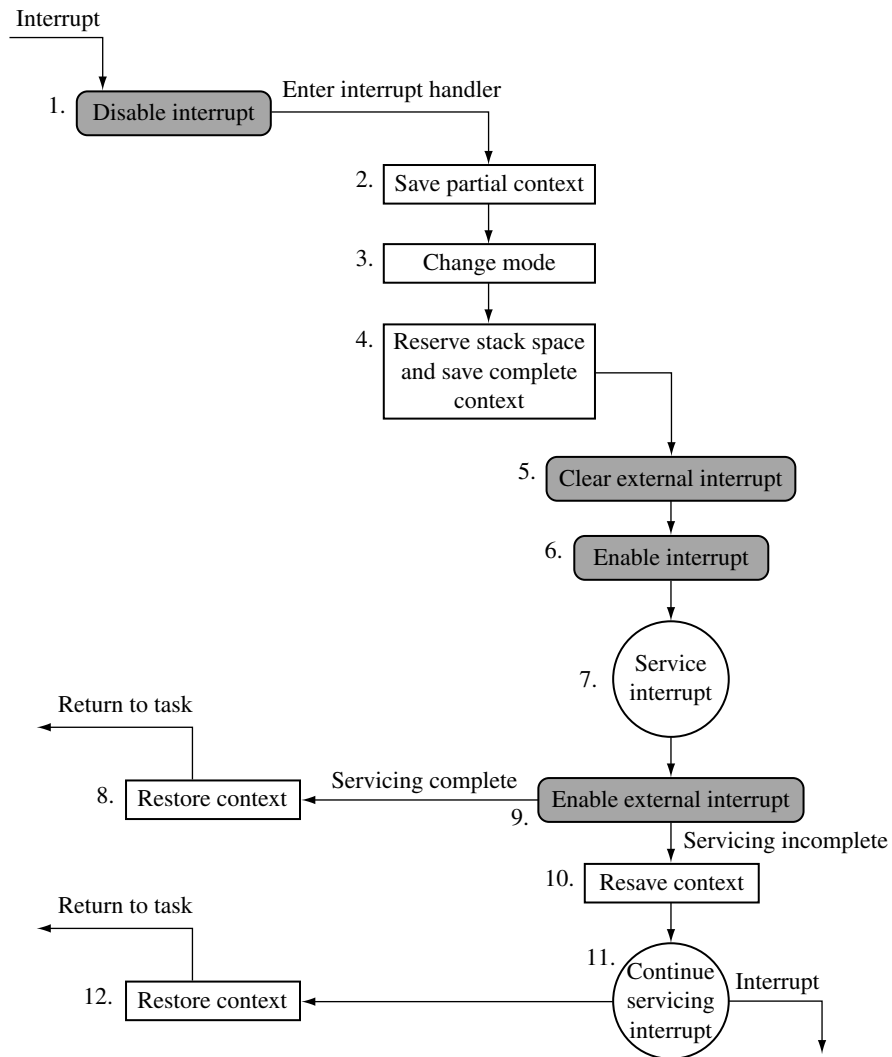 Interrupt
1. Disable interrupt
Enter interrupt handler
2. Save partial context
3. Change mode
4. Reserve stack space
and save complete
context
5. Clear external interrupt
6. Enable interrupt
7. Service
interrupt
Return to task
8. Restore context
Servicing complete
9. Enable external interrupt
Servicing incomplete
10. Resave context
Return to task
11. Continue
servicing
interrupt
Interrupt
12. Restore context